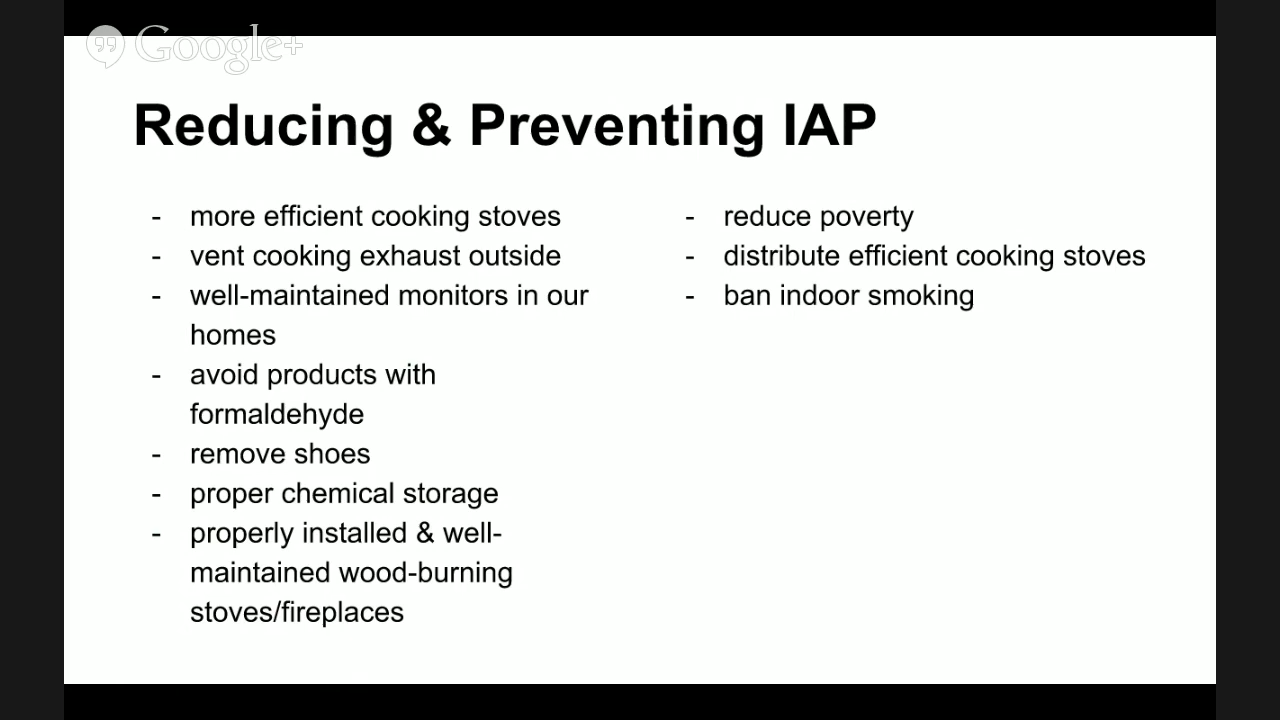 Google+
Reducing & Preventing IAP
- more efficient cooking stoves
- vent cooking exhaust outside
- well-maintained monitors in our
homes
- avoid products with
formaldehyde
- remove shoes
- proper chemical storage
- properly installed & well-
maintained wood-burning
stoves/fireplaces
- reduce poverty
- distribute efficient cooking stoves
- ban indoor smoking